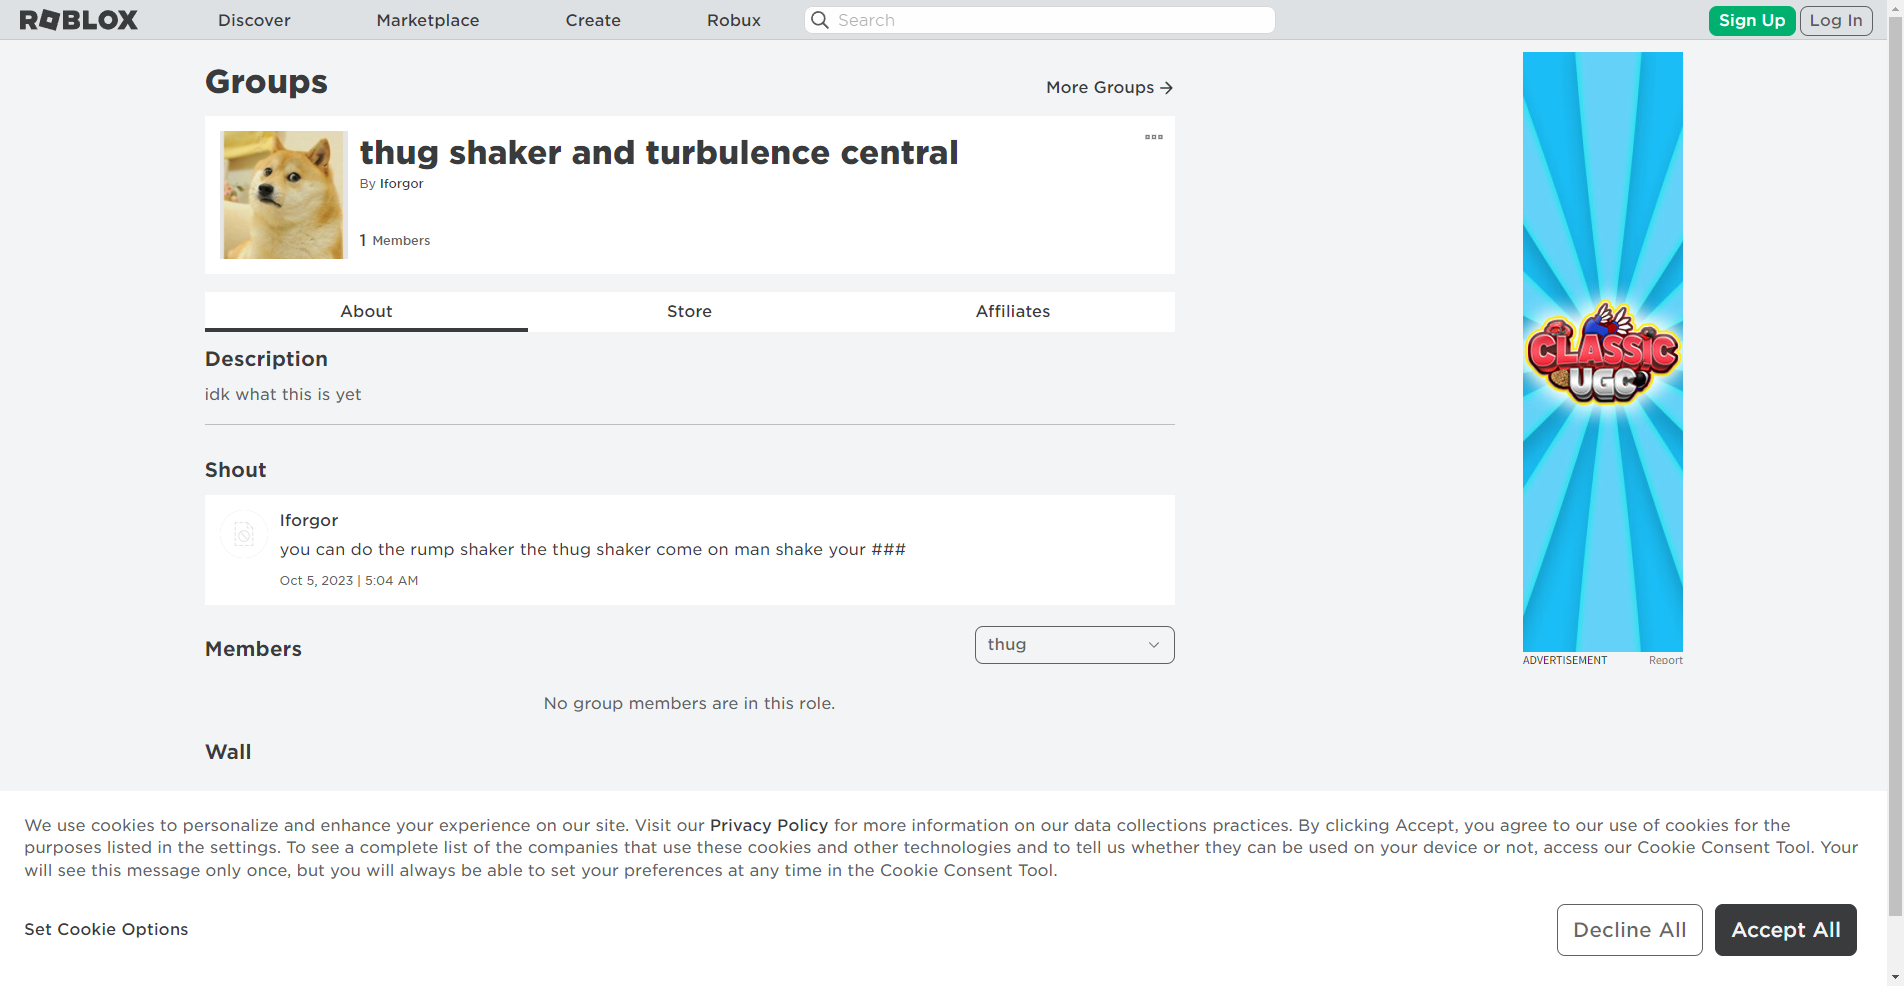 ROBLOX
Discover
Marketplace
Create
Robux
Search
Sign Up
Log In
Groups
More Groups
thug shaker and turbulence central
By Iforgor
1 Members
About
Store
Affiliates
Description
idk what this is yet
Shout
Iforgor
you can do the rump shaker the thug shaker come on man shake your ###
Oct 5, 2023 | 5:04 AM
Members
thug
No group members are in this role.
Wall
CLASSIC
UGC
ADVERTISEMENT
Report
We use cookies to personalize and enhance your experience on our site. Visit our Privacy Policy for more information on our data collections practices. By clicking Accept, you agree to our use of cookies for the
purposes listed in the settings. To see a complete list of the companies that use these cookies and other technologies and to tell us whether they can be used on your device or not, access our Cookie Consent Tool. Your
will see this message only once, but you will always be able to set your preferences at any time in the Cookie Consent Tool.
Set Cookie Options
Decline All
Accept All